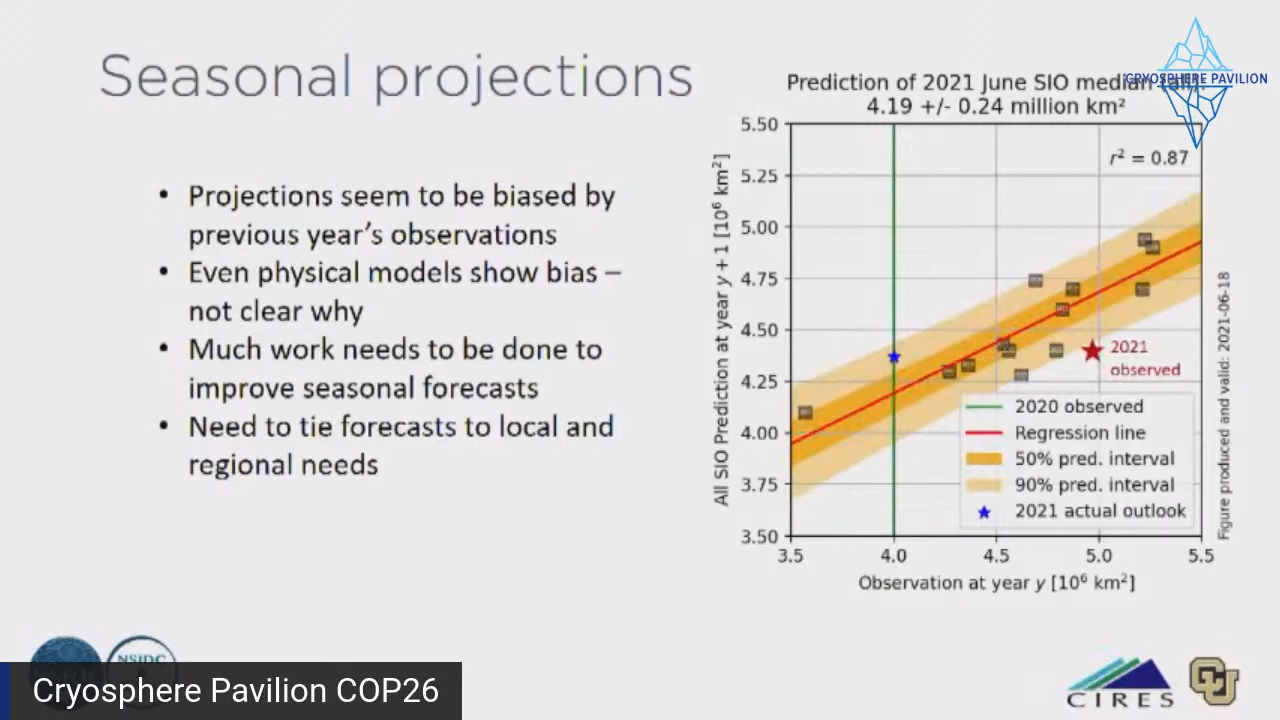 Seasonal projections
• Projections seem to be biased by
previous year's observations
• Even physical models show bias –
not clear why
• Much work needs to be done to
improve seasonal forecasts
• Need to tie forecasts to local and
regional needs
CRYOSPHERE PAVILION
Prediction of 2021 June SIO median (all):
4.19 +/- 0.24 million km²
r² = 0.87
All SIO Prediction at year y + 1 [10⁶ km²]
5.50
5.25
5.00
4.75
4.50
4.25
4.00
3.75
3.50
2021
observed
2020 observed
Regression line
50% pred. interval
90% pred. interval
2021 actual outlook
3.5 4.0 4.5 5.0 5.5
Observation at year y [10⁶ km²]
Figure produced and valid: 2021-06-18
NSIDC
Cryosphere Pavilion COP26
CIRES
CU